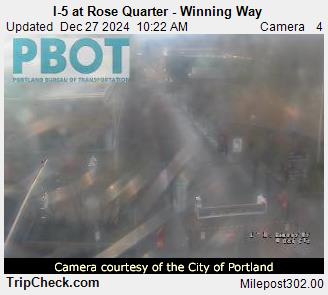 I-5 at Rose Quarter - Winning Way
Updated Dec 27 2024 10:22 AM Camera 4
PBOT
PORTLAND BUREAU OF TRANSPORTATION
Camera courtesy of the City of Portland
TripCheck.com Milepost302.00